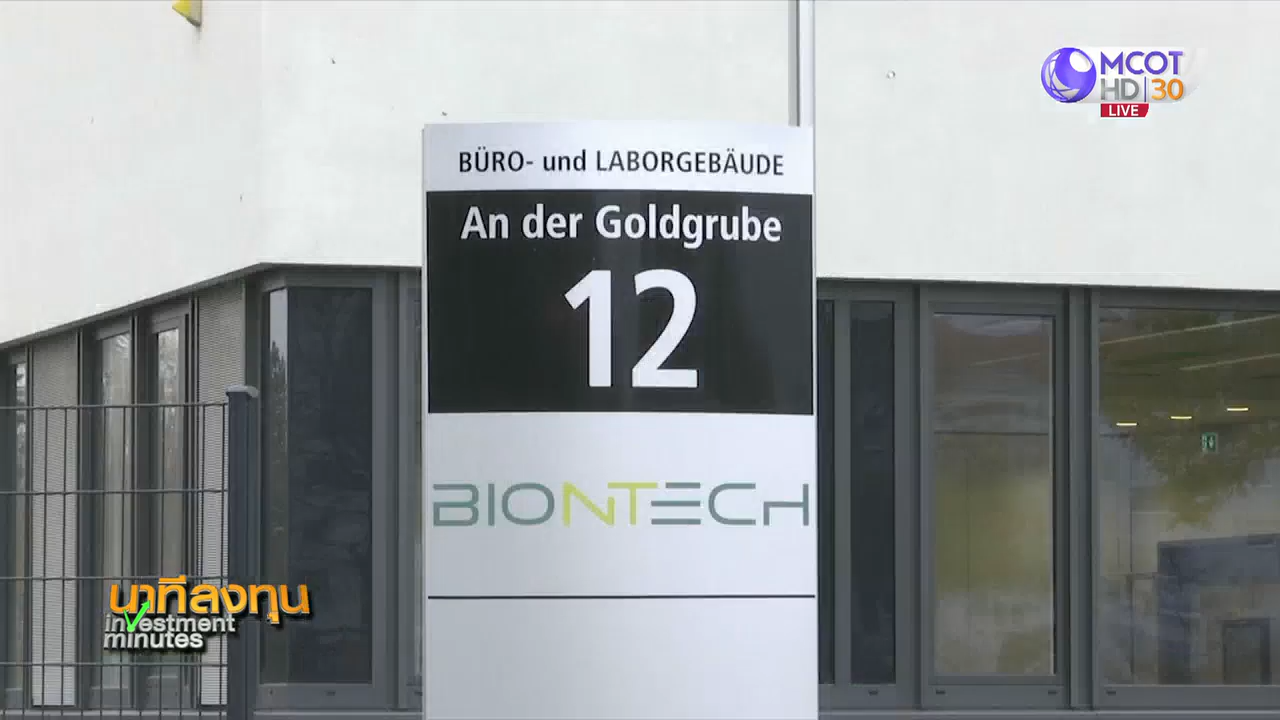 MCOT
HD 30
LIVE
BÜRO- und LABORGEBÄUDE
An der Goldgrube
12
BIONTECH
นาทีลงทุน
investment
minutes